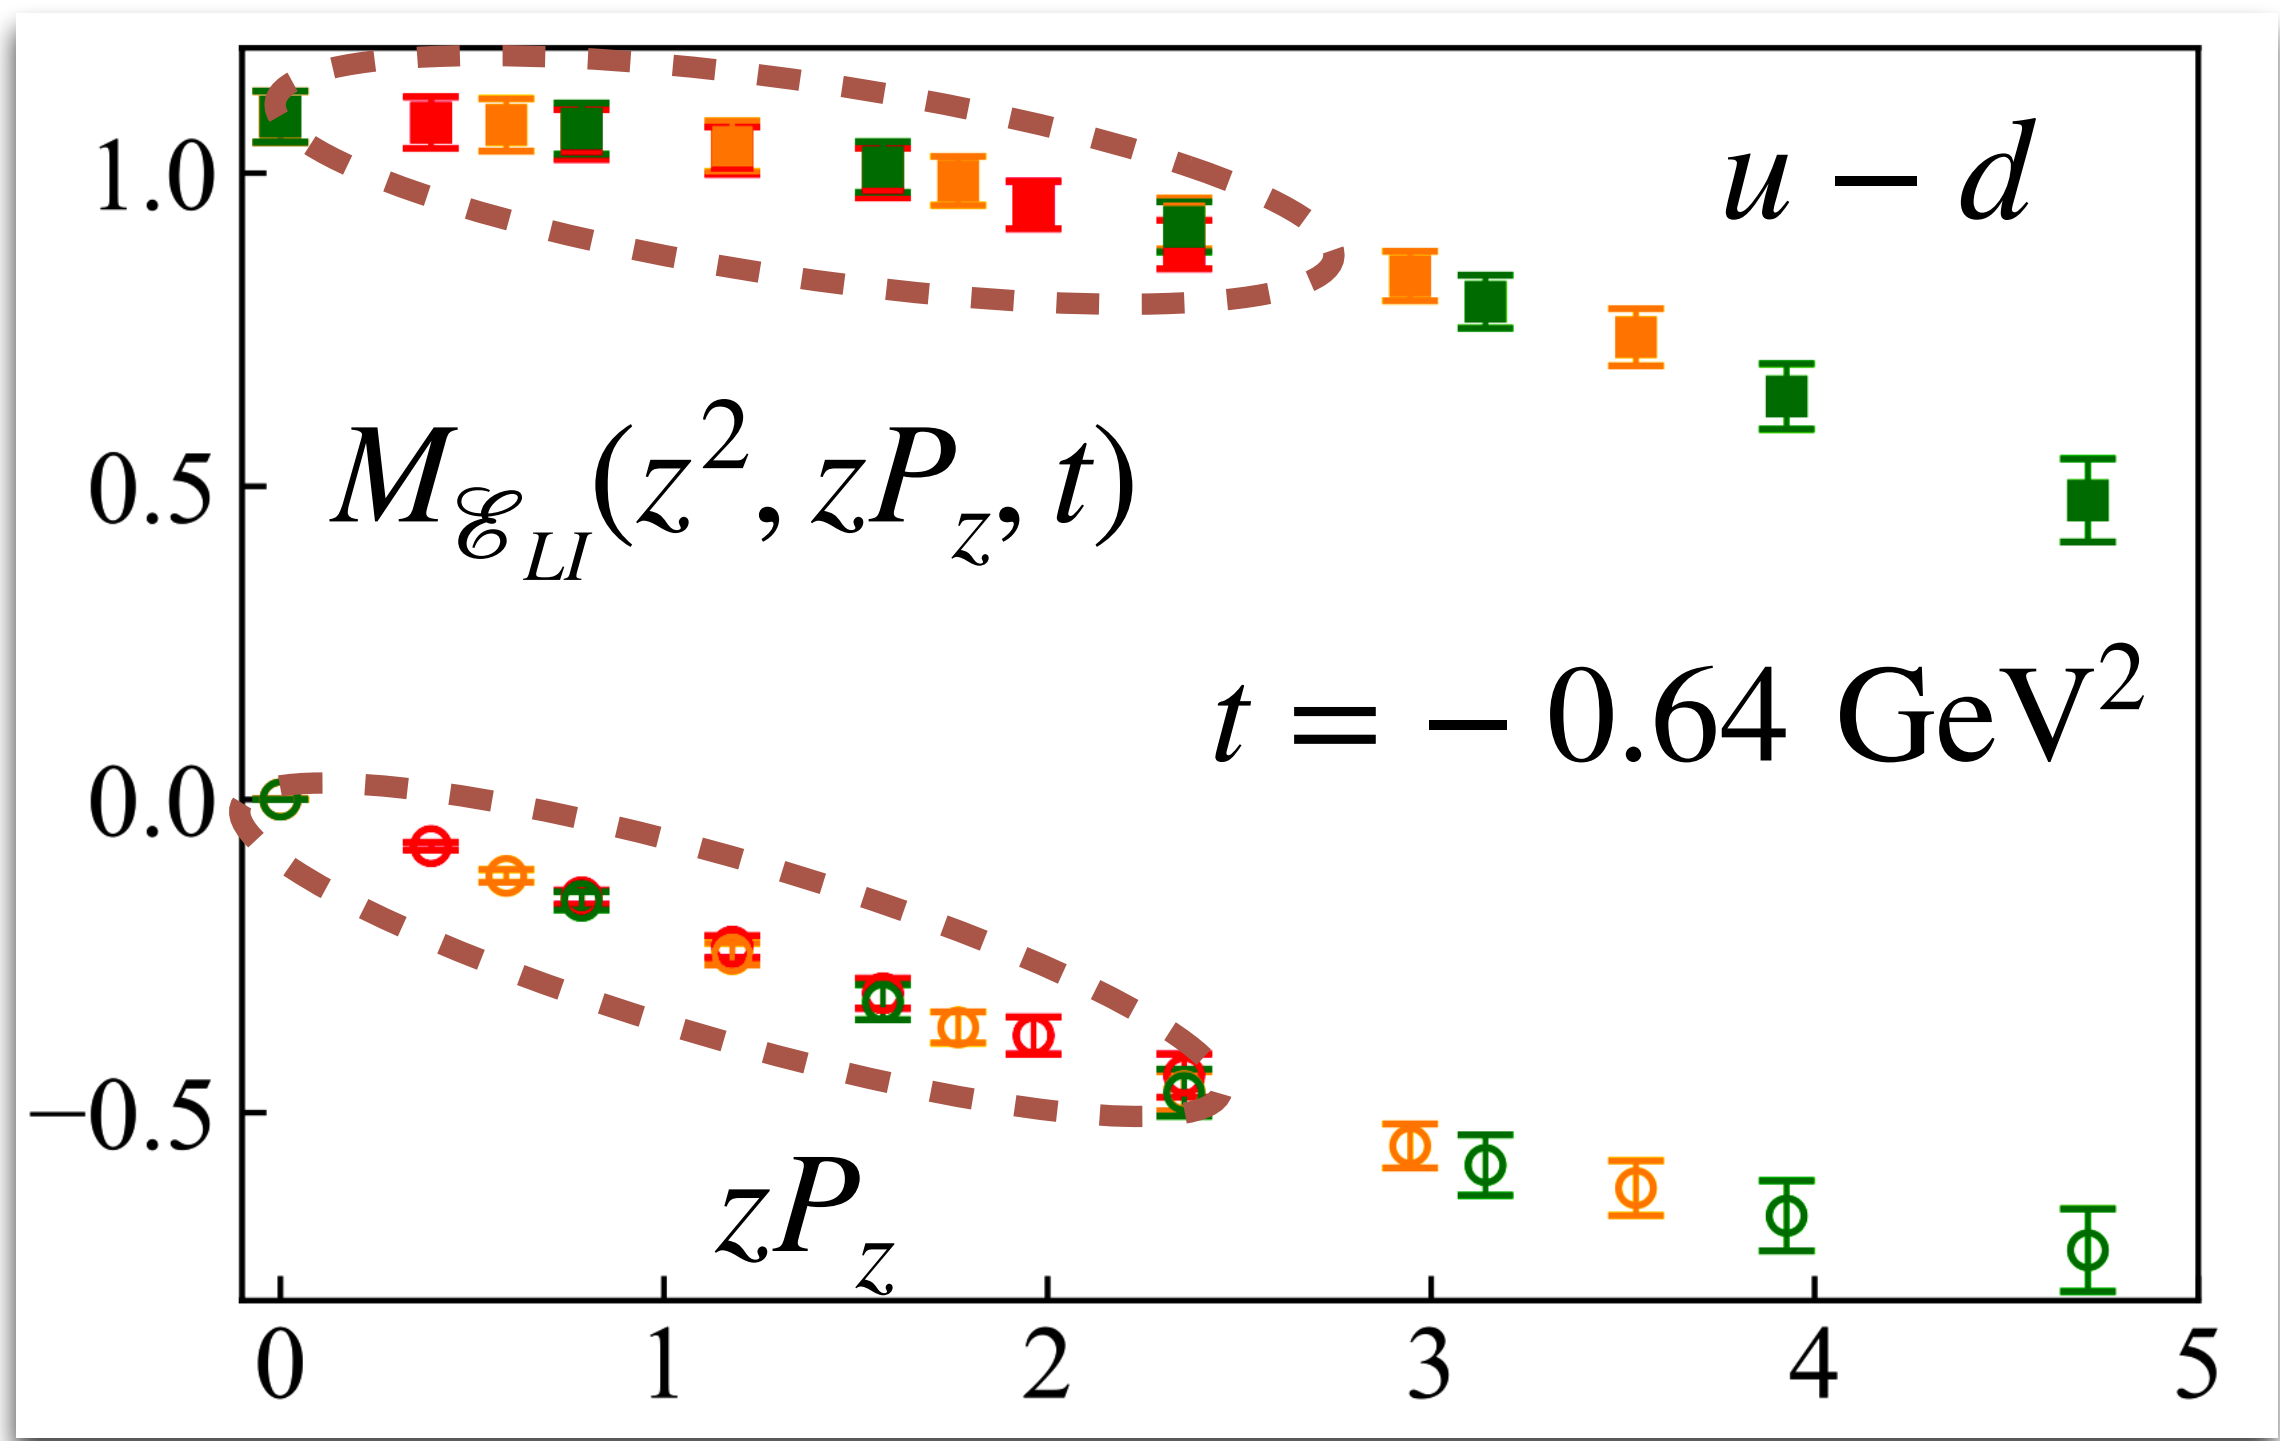 1.0
u − d
0.5
M_{ℰ_{LI}}(z², zP_z, t)
t = − 0.64 GeV²
0.0
−0.5
zP_z
0 1 2 3 4 5